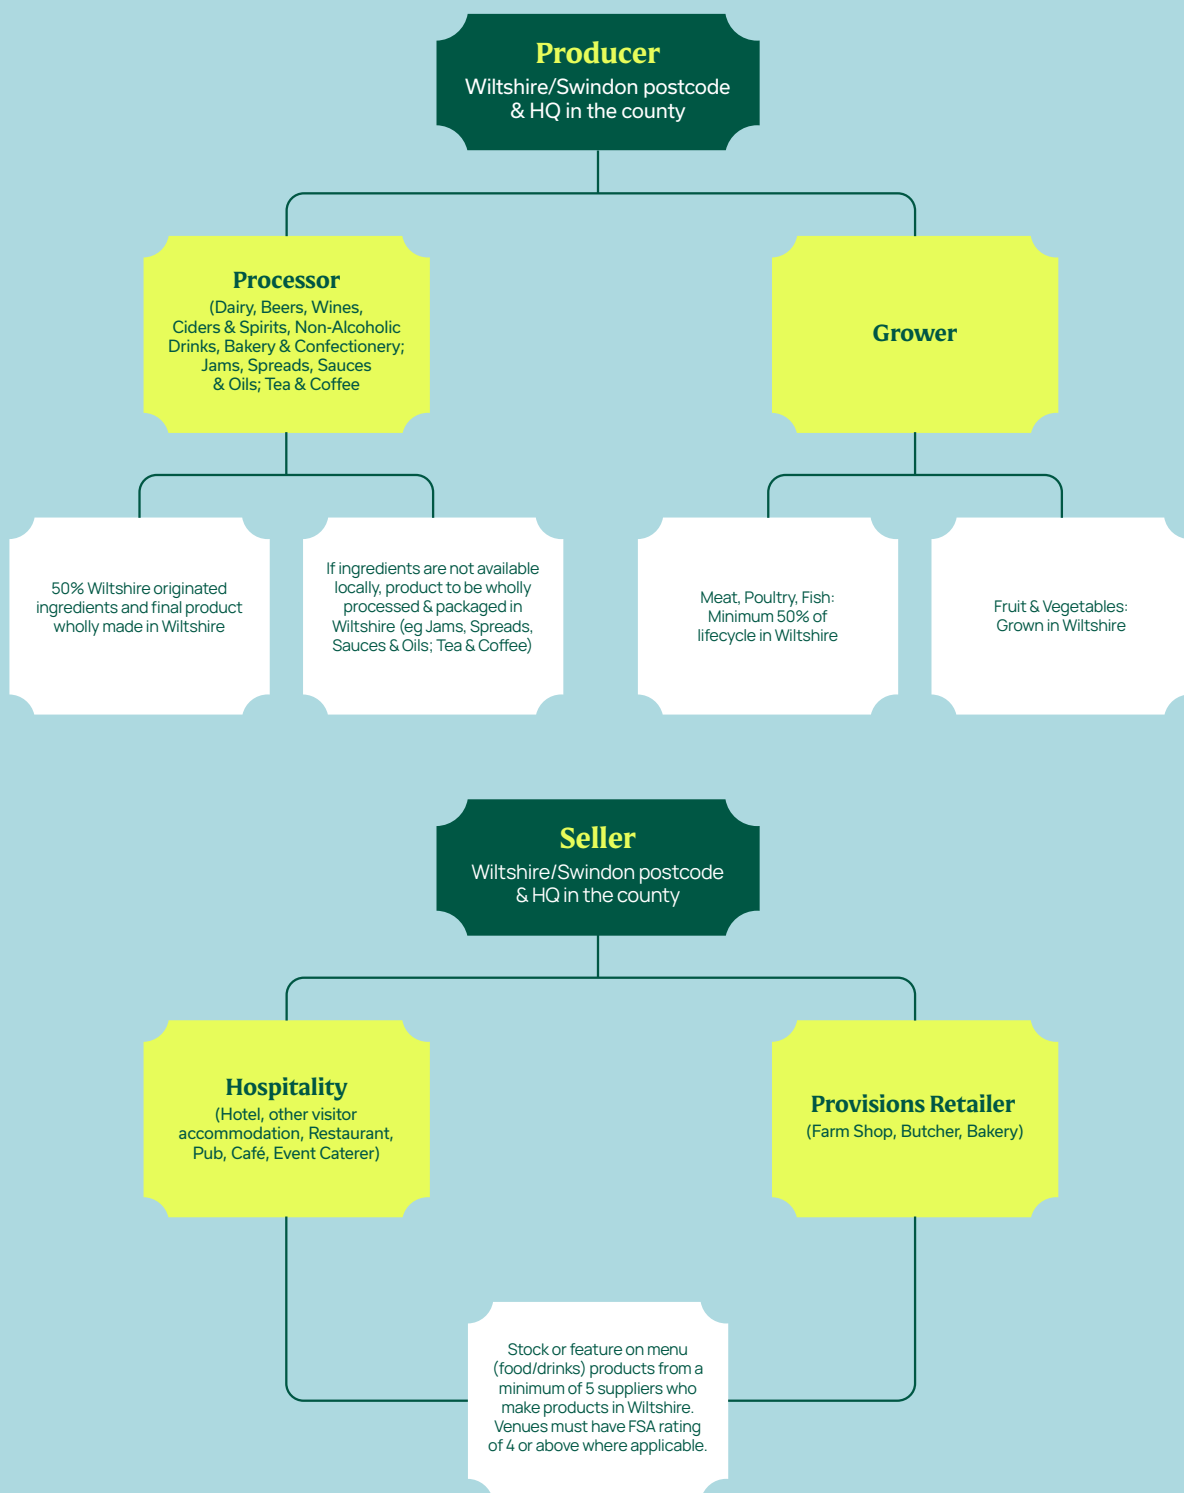 Producer
Wiltshire/Swindon postcode
& HQ in the county
Processor
(Dairy, Beers, Wines,
Ciders & Spirits, Non-Alcoholic
Drinks, Bakery & Confectionery;
Jams, Spreads, Sauces
& Oils; Tea & Coffee
Grower
50% Wiltshire originated
ingredients and final product
wholly made in Wiltshire
If ingredients are not available
locally, product to be wholly
processed & packaged in
Wiltshire (eg Jams, Spreads,
Sauces & Oils; Tea & Coffee)
Meat, Poultry, Fish:
Minimum 50% of
lifecycle in Wiltshire
Fruit & Vegetables:
Grown in Wiltshire
Seller
Wiltshire/Swindon postcode
& HQ in the county
Hospitality
(Hotel, other visitor
accommodation, Restaurant,
Pub, Café, Event Caterer)
Provisions Retailer
(Farm Shop, Butcher, Bakery)
Stock or feature on menu
(food/drinks) products from a
minimum of 5 suppliers who
make products in Wiltshire.
Venues must have FSA rating
of 4 or above where applicable.